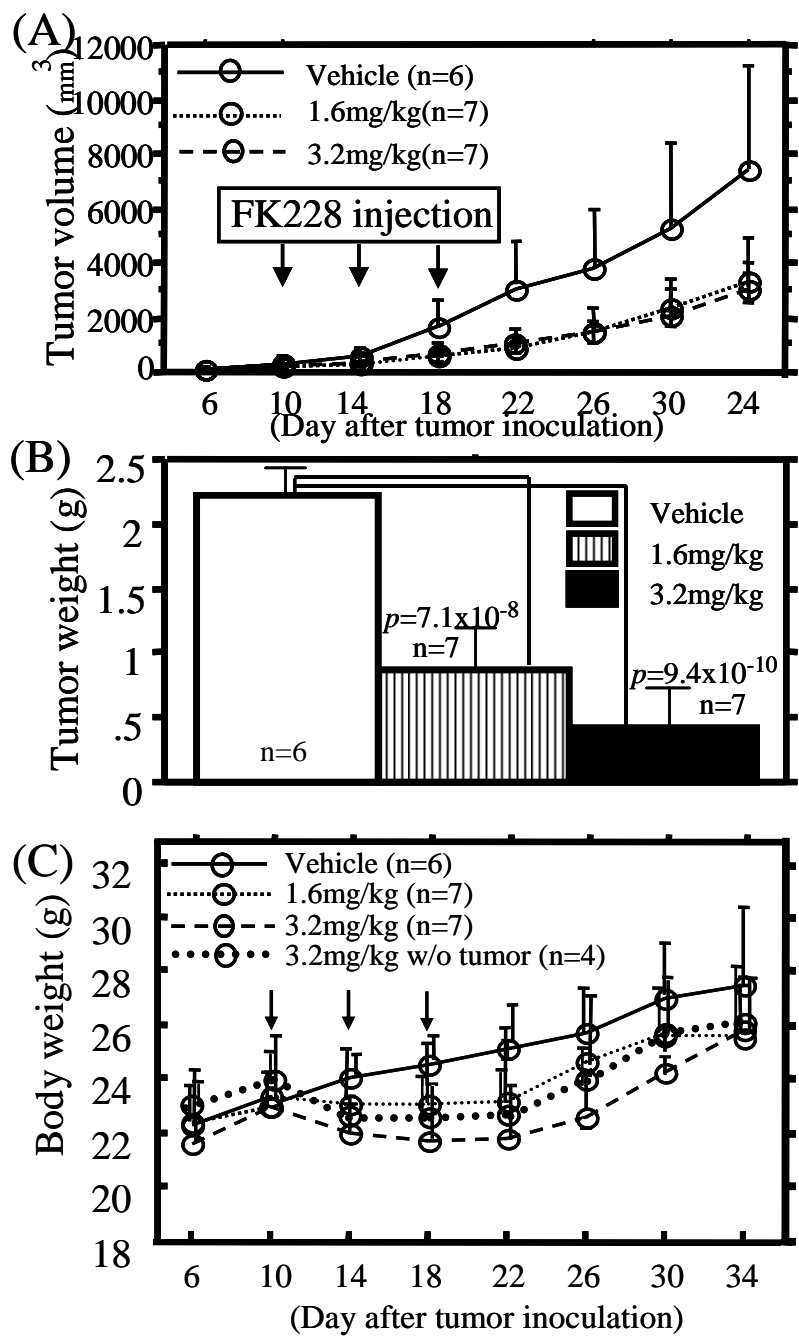 (A)
Tumor volume (mm3)
12000
10000
8000
6000
4000
2000
0
Vehicle (n=6)
1.6mg/kg(n=7)
3.2mg/kg(n=7)
FK228 injection
6 10 14 18 22 26 30 24
(Day after tumor inoculation)
(B)
Tumor weight (g)
2.5
2
1.5
1
.5
0
Vehicle
1.6mg/kg
3.2mg/kg
p=7.1x10-8
n=7
p=9.4x10-10
n=7
n=6
(C)
Body weight (g)
32
30
28
26
24
22
20
18
Vehicle (n=6)
1.6mg/kg (n=7)
3.2mg/kg (n=7)
3.2mg/kg w/o tumor (n=4)
6 10 14 18 22 26 30 34
(Day after tumor inoculation)